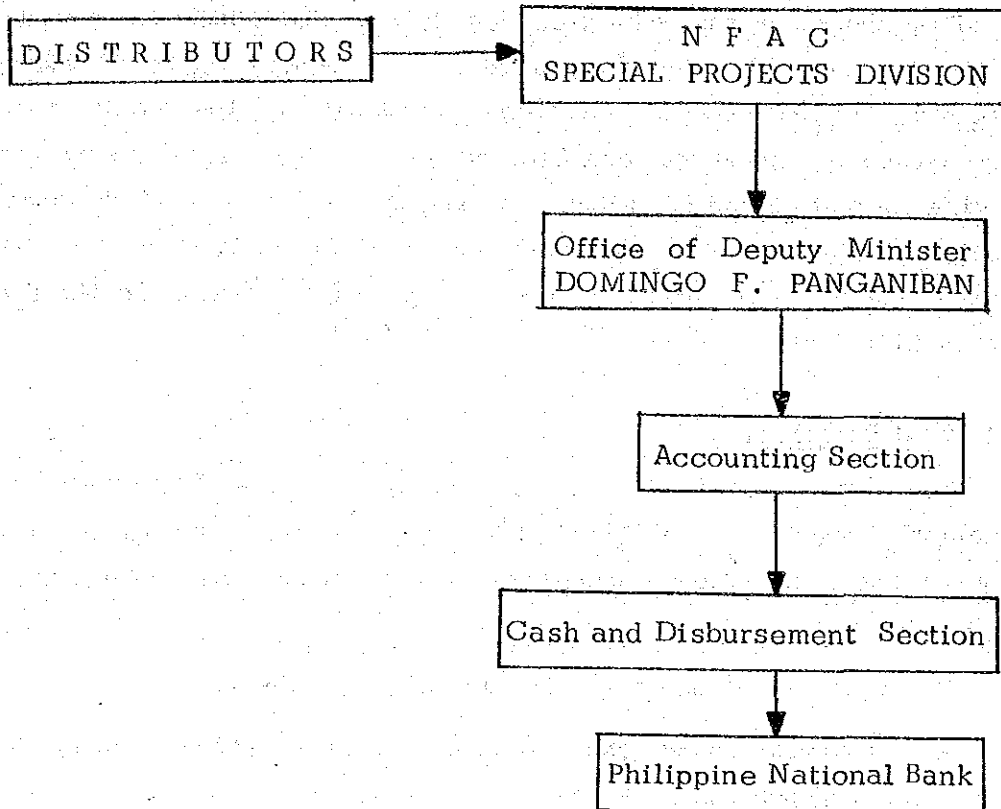 DISTRIBUTORS
NFAC
SPECIAL PROJECTS DIVISION
Office of Deputy Minister
DOMINGO F. PANGANIBAN
Accounting Section
Cash and Disbursement Section
Philippine National Bank